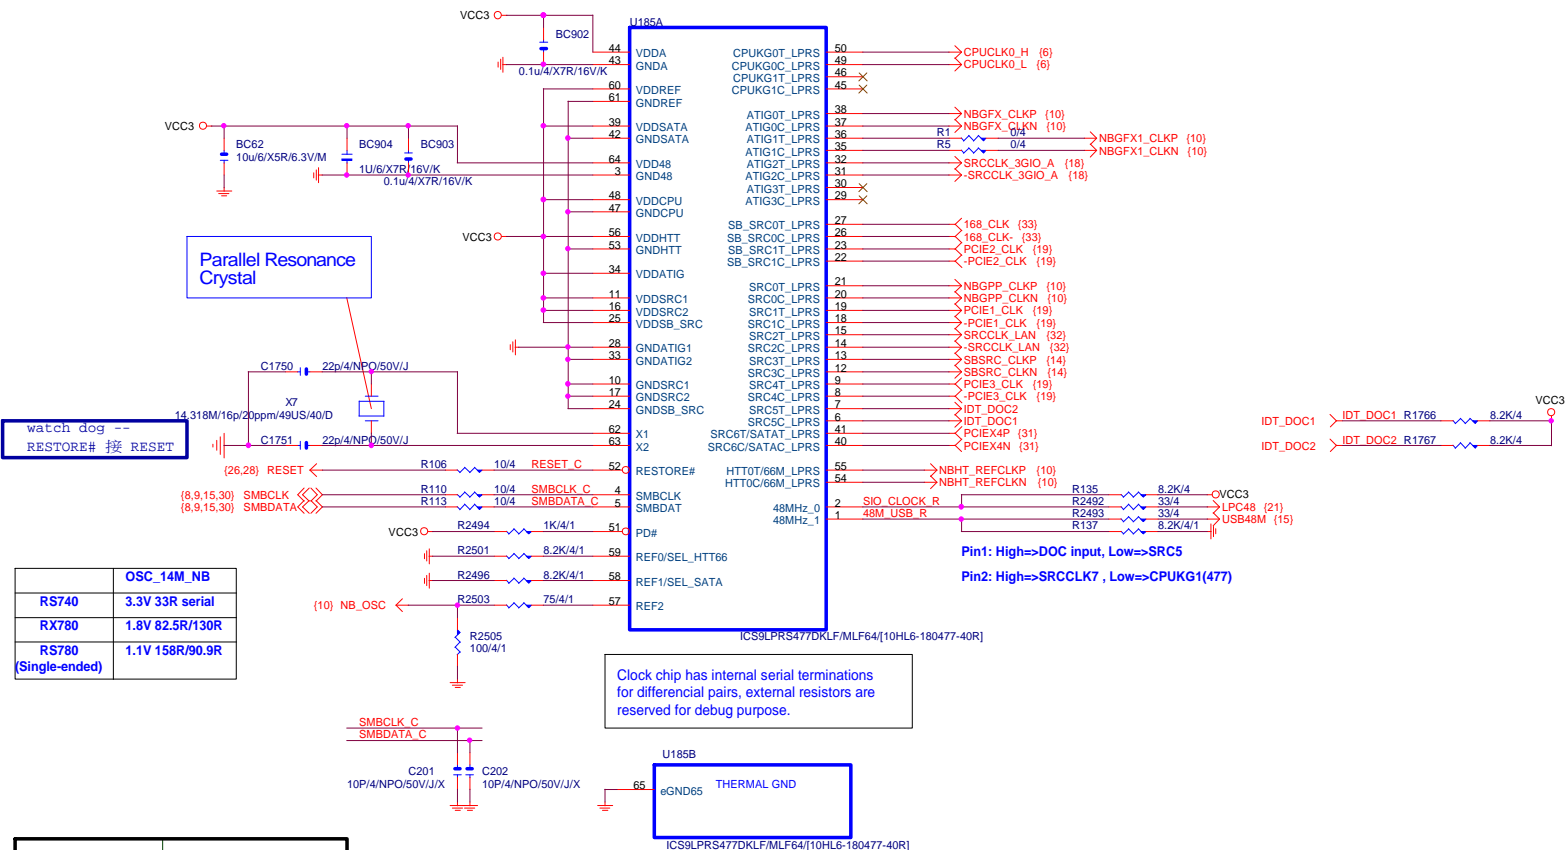 VCC3
BC902
0.1u/4/X7R/16V/K
VCC3
BC62
10u/6/X5R/6.3V/M
BC904
BC903
1U/6/X7R/16V/K
0.1u/4/X7R/16V/K
VCC3
Parallel Resonance
Crystal
C1750
22p/4/NPO/50V/J
X7
14.318M/16p/20ppm/49US/40/D
C1751
22p/4/NPO/50V/J
watch dog --
RESTORE# 接 RESET
{26,28} RESET
R106
10/4
RESET_C
{8,9,15,30} SMBCLK
R110
10/4
SMBCLK_C
{8,9,15,30} SMBDATA
R113
10/4
SMBDATA_C
VCC3
R2494
1K/4/1
R2501
8.2K/4/1
R2496
8.2K/4/1
{10} NB_OSC
R2503
75/4/1
R2505
100/4/1
U185A
44 VDDA
43 GNDA
60 VDDREF
61 GNDREF
39 VDDSATA
42 GNDSATA
64 VDD48
3 GND48
48 VDDCPU
47 GNDCPU
56 VDDHTT
53 GNDHTT
34 VDDATIG
11 VDDSRC1
16 VDDSRC2
25 VDDSB_SRC
28 GNDATIG1
33 GNDATIG2
10 GNDSRC1
17 GNDSRC2
24 GNDSB_SRC
62 X1
63 X2
52 RESTORE#
4 SMBCLK
5 SMBDAT
51 PD#
59 REF0/SEL_HTT66
58 REF1/SEL_SATA
57 REF2
CPUKG0T_LPRS 50 CPUCLK0_H {6}
CPUKG0C_LPRS 49 CPUCLK0_L {6}
CPUKG1T_LPRS 46
CPUKG1C_LPRS 45
ATIG0T_LPRS 38 NBGFX_CLKP {10}
ATIG0C_LPRS 37 NBGFX_CLKN {10}
ATIG1T_LPRS 36 R1 0/4 NBGFX1_CLKP {10}
ATIG1C_LPRS 35 R5 0/4 NBGFX1_CLKN {10}
ATIG2T_LPRS 32 SRCCLK_3GIO_A {18}
ATIG2C_LPRS 31 -SRCCLK_3GIO_A {18}
ATIG3T_LPRS 30
ATIG3C_LPRS 29
SB_SRC0T_LPRS 27 168_CLK {33}
SB_SRC0C_LPRS 26 168_CLK- {33}
SB_SRC1T_LPRS 23 PCIE2_CLK {19}
SB_SRC1C_LPRS 22 -PCIE2_CLK {19}
SRC0T_LPRS 21 NBGPP_CLKP {10}
SRC0C_LPRS 20 NBGPP_CLKN {10}
SRC1T_LPRS 19 PCIE1_CLK {19}
SRC1C_LPRS 18 -PCIE1_CLK {19}
SRC2T_LPRS 15 SRCCLK_LAN {32}
SRC2C_LPRS 14 -SRCCLK_LAN {32}
SRC3T_LPRS 13 SBSRC_CLKP {14}
SRC3C_LPRS 12 SBSRC_CLKN {14}
SRC4T_LPRS 9 PCIE3_CLK {19}
SRC4C_LPRS 8 -PCIE3_CLK {19}
SRC5T_LPRS 7 IDT_DOC2
SRC5C_LPRS 6 IDT_DOC1
SRC6T/SATAT_LPRS 41 PCIEX4P {31}
SRC6C/SATAC_LPRS 40 PCIEX4N {31}
HTT0T/66M_LPRS 55 NBHT_REFCLKP {10}
HTT0C/66M_LPRS 54 NBHT_REFCLKN {10}
48MHz_0 2 SIO_CLOCK_R
48MHz_1 1 48M_USB_R
R135 8.2K/4 VCC3
R2492 33/4 LPC48 {21}
R2493 33/4 USB48M {15}
R137 8.2K/4/1
VCC3
IDT_DOC1 IDT_DOC1 R1766 8.2K/4
IDT_DOC2 IDT_DOC2 R1767 8.2K/4
Pin1: High=>DOC input, Low=>SRC5
Pin2: High=>SRCCLK7 , Low=>CPUKG1(477)
ICS9LPRS477DKLF/MLF64/[10HL6-180477-40R]
OSC_14M_NB
RS740 3.3V 33R serial
RX780 1.8V 82.5R/130R
RS780 1.1V 158R/90.9R
(Single-ended)
Clock chip has internal serial terminations
for differencial pairs, external resistors are
reserved for debug purpose.
SMBCLK_C
SMBDATA_C
C201
10P/4/NPO/50V/J/X
C202
10P/4/NPO/50V/J/X
U185B
65 eGND65
THERMAL GND
ICS9LPRS477DKLF/MLF64/[10HL6-180477-40R]